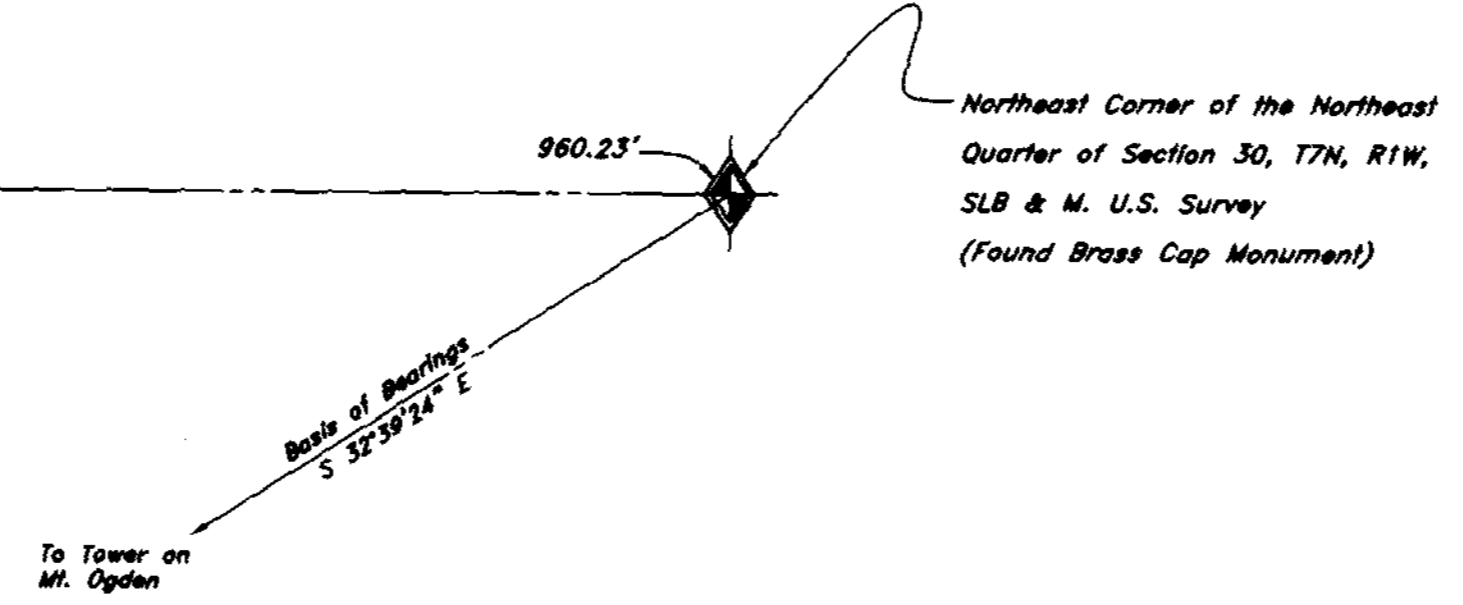 960.23'
Northeast Corner of the Northeast
Quarter of Section 30, T7N, R1W,
SLB & M. U.S. Survey
(Found Brass Cap Monument)
Basis of Bearings
S 32°39'24" E
To Tower on
Mt. Ogden